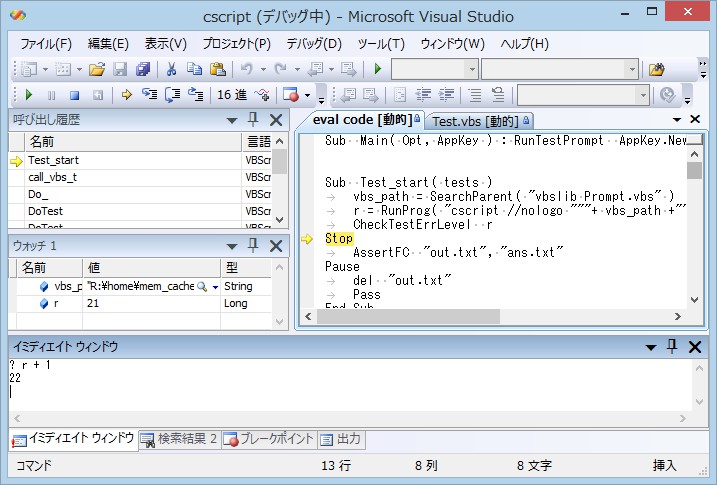 cscript (デバッグ中) - Microsoft Visual Studio
ファイル(F) 編集(E) 表示(V) プロジェクト(P) デバッグ(D) ツール(T) ウィンドウ(W) ヘルプ(H)
16 進
呼び出し履歴
名前 言語
Test_start VBScr
call_vbs_t VBScr
Do_ VBScr
DoTest VBScr
DoTest VBScr
ウォッチ 1
名前 値 型
vbs_p "R:¥home¥mem_cache String
r 21 Long
eval code [動的] Test.vbs [動的]
Sub Main( Opt, AppKey ) : RunTestPrompt AppKey.New
Sub Test_start( tests )
vbs_path = SearchParent( "vbslib Prompt.vbs" )
r = RunProg( "cscript //nologo """+ vbs_path +""
CheckTestErrLevel r
Stop
AssertFC "out.txt", "ans.txt"
Pause
del "out.txt"
Pass
End Sub
イミディエイト ウィンドウ
? r + 1
22
イミディエイト ウィンドウ 検索結果 2 ブレークポイント 出力
コマンド 13 行 8 列 8 文字 挿入